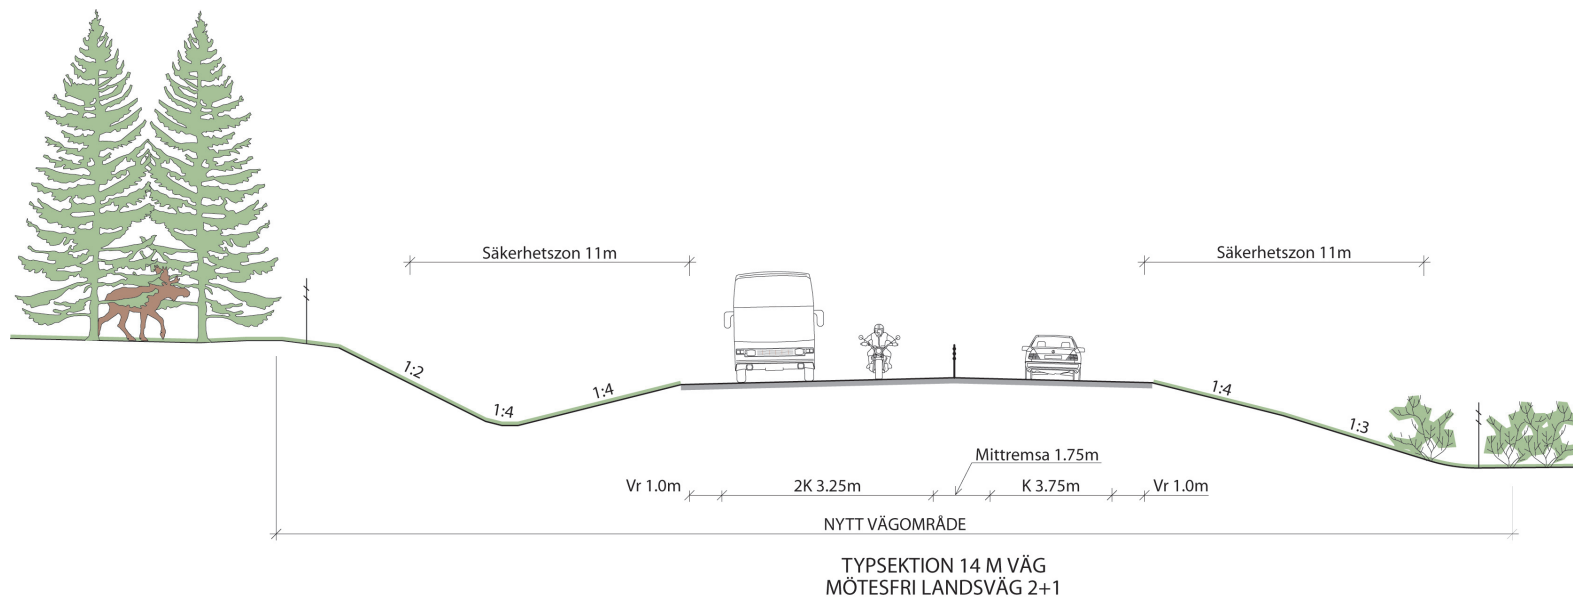 Säkerhetszon 11m
Säkerhetszon 11m
1:2
1:4
1:4
1:4
1:3
Mittremsa 1.75m
Vr 1.0m
2K 3.25m
K 3.75m
Vr 1.0m
NYTT VÄGOMRÅDE
TYPSEKTION 14 M VÄG
MÖTESFRI LANDSVÄG 2+1